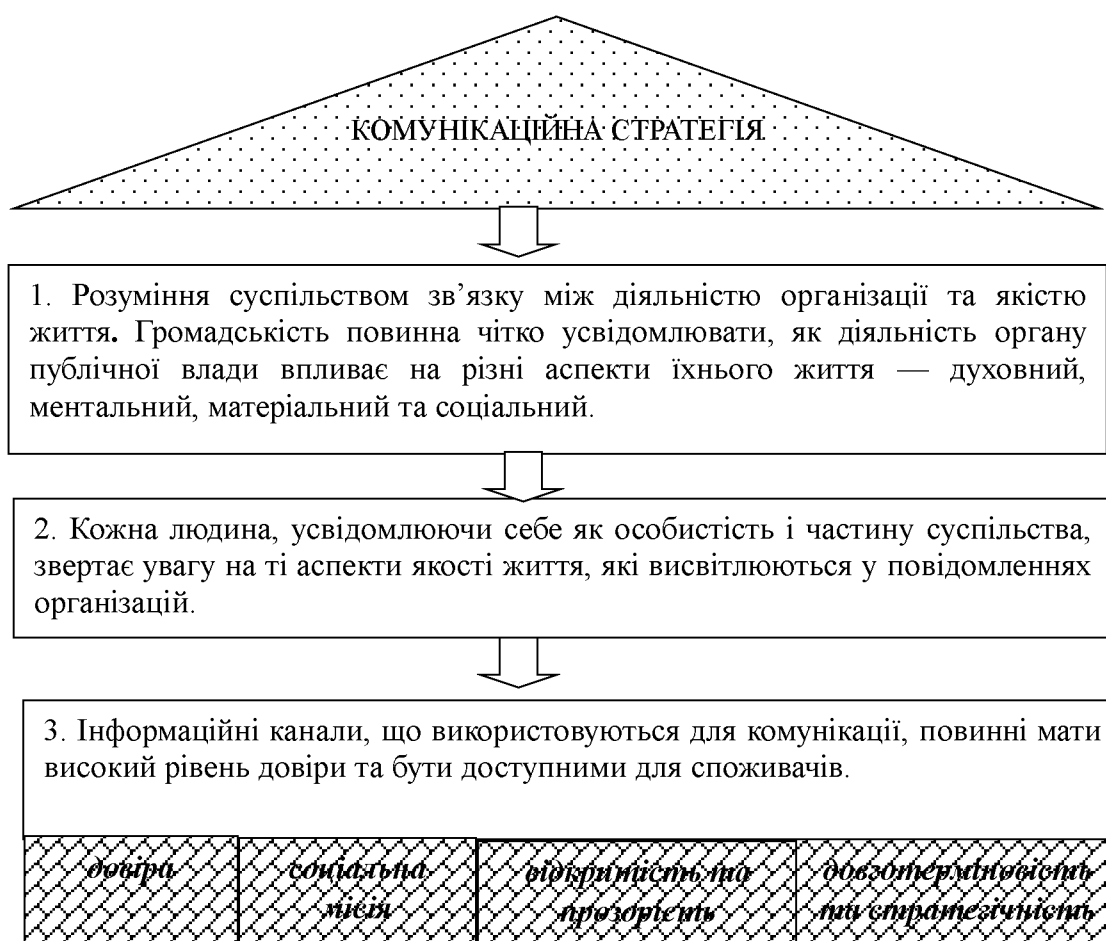 КОМУНІКАЦІЙНА СТРАТЕГІЯ
1. Розуміння суспільством зв’язку між діяльністю організації та якістю
життя. Громадськість повинна чітко усвідомлювати, як діяльність органу
публічної влади впливає на різні аспекти їхнього життя — духовний,
ментальний, матеріальний та соціальний.
2. Кожна людина, усвідомлюючи себе як особистість і частину суспільства,
звертає увагу на ті аспекти якості життя, які висвітлюються у повідомленнях
організацій.
3. Інформаційні канали, що використовуються для комунікації, повинні мати
високий рівень довіри та бути доступними для споживачів.
довіра
соціальна
місія
відкритість та
прозорість
довготерміновість
та стратегічність